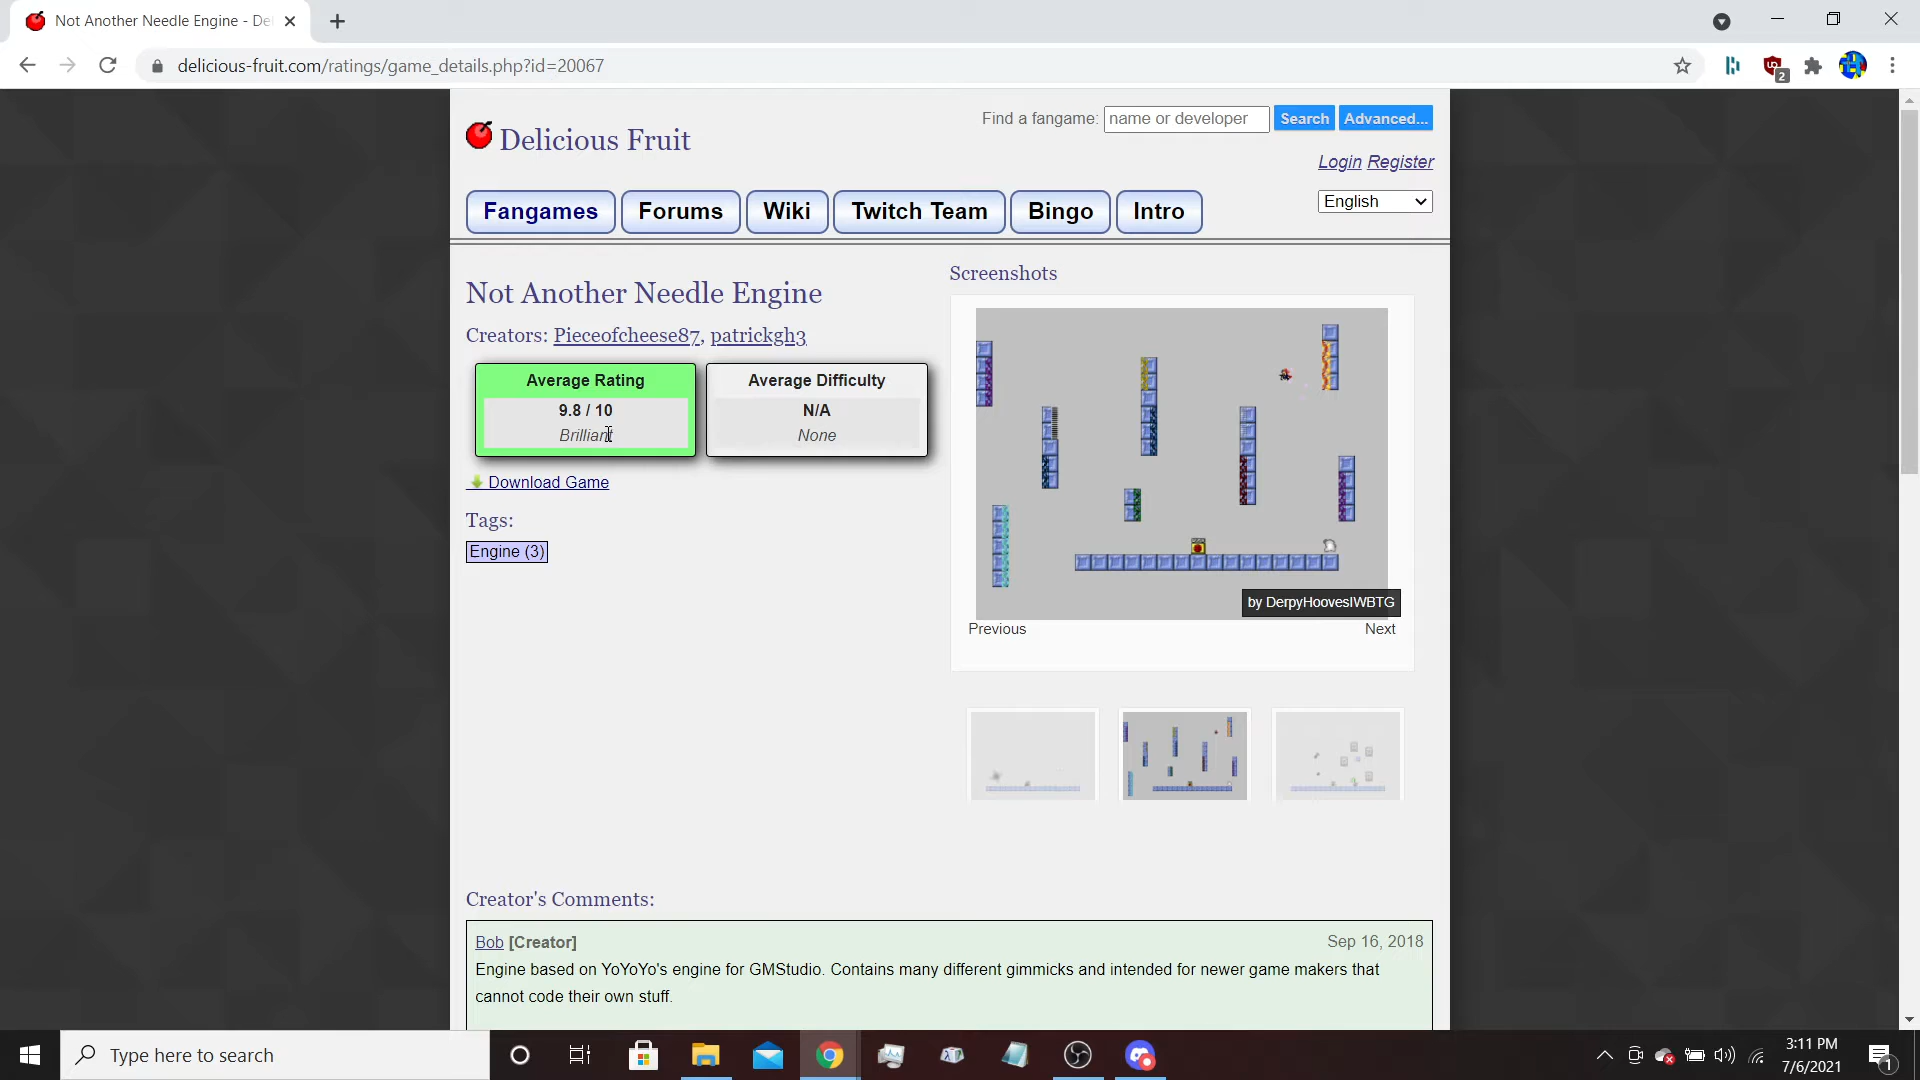 Not Another Needle Engine - De
delicious-fruit.com/ratings/game_details.php?id=20067
2
Find a fangame: name or developer Search Advanced...
Delicious Fruit
Login Register
Fangames Forums Wiki Twitch Team Bingo Intro
English
Screenshots
Not Another Needle Engine
Creators: Pieceofcheese87, patrickgh3
Average Rating
9.8 / 10
Brilliant
Average Difficulty
N/A
None
Download Game
Tags:
Engine (3)
by DerpyHoovesIWBTG
Previous Next
Creator's Comments:
Bob [Creator] Sep 16, 2018
Engine based on YoYoYo's engine for GMStudio. Contains many different gimmicks and intended for newer game makers that
cannot code their own stuff.
Type here to search
3:11 PM
7/6/2021
1